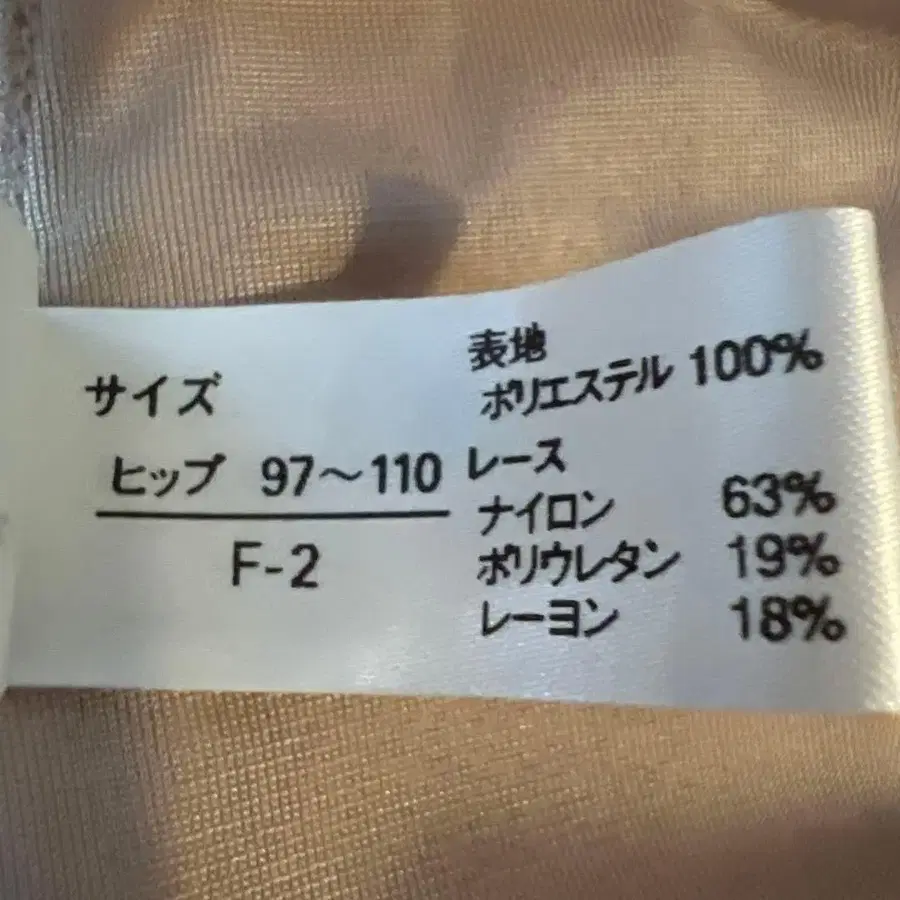 サイズ
ヒップ 97〜110
F-2
表地
ポリエステル 100%
レース
ナイロン 63%
ポリウレタン 19%
レーヨン 18%